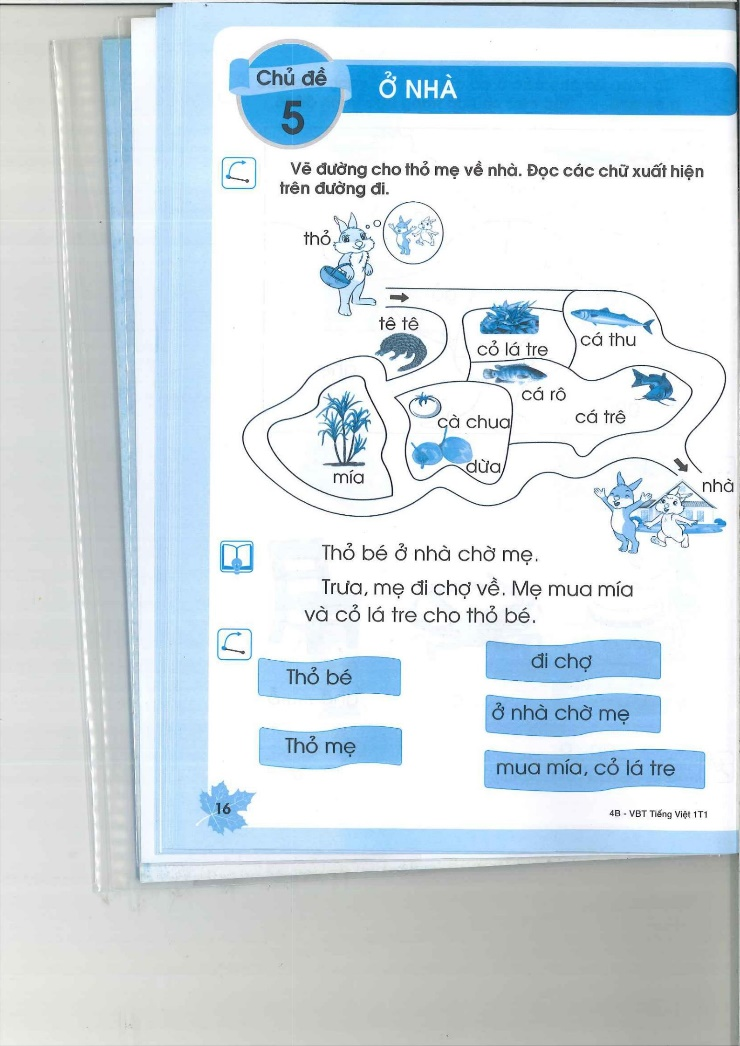 Chủ đề
5
Ở NHÀ
Vẽ đường cho thỏ mẹ về nhà. Đọc các chữ xuất hiện
trên đường đi.
thỏ
tê tê
cỏ lá tre
cá thu
cá rô
cà chua
cá trê
dừa
mía
nhà
Thỏ bé ở nhà chờ mẹ.
Trưa, mẹ đi chợ về. Mẹ mua mía
và cỏ lá tre cho thỏ bé.
Thỏ bé
đi chợ
ở nhà chờ mẹ
Thỏ mẹ
mua mía, cỏ lá tre
16
4B - VBT Tiếng Việt 1T1